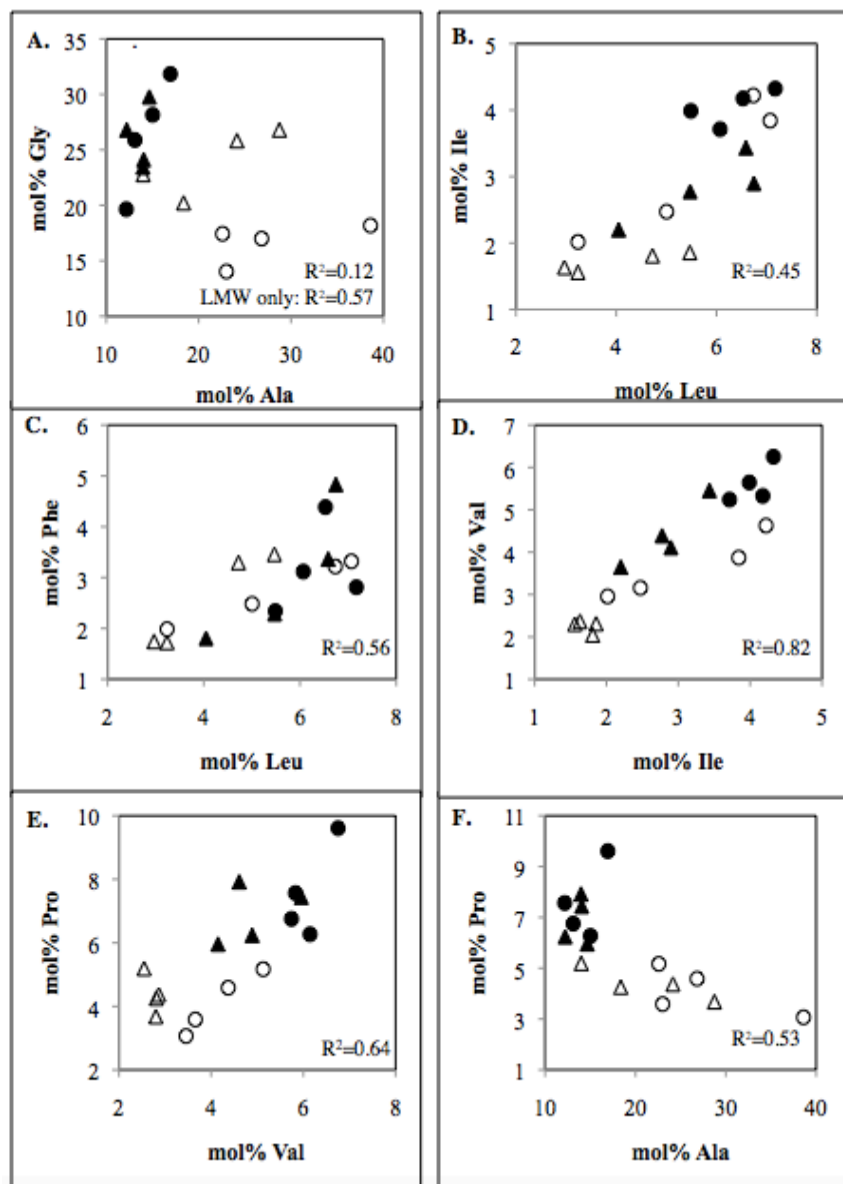 A.
35
30
25
20
15
10
mol% Gly
R²=0.12
LMW only: R²=0.57
10 20 30 40
mol% Ala
B.
5
4
3
2
1
mol% Ile
R²=0.45
2 4 6 8
mol% Leu
C.
6
5
4
3
2
1
mol% Phe
R²=0.56
2 4 6 8
mol% Leu
D.
7
6
5
4
3
2
1
mol% Val
R²=0.82
1 2 3 4 5
mol% Ile
E.
10
8
6
4
2
mol% Pro
R²=0.64
2 4 6 8
mol% Val
F.
11
9
7
5
3
1
mol% Pro
R²=0.53
10 20 30 40
mol% Ala